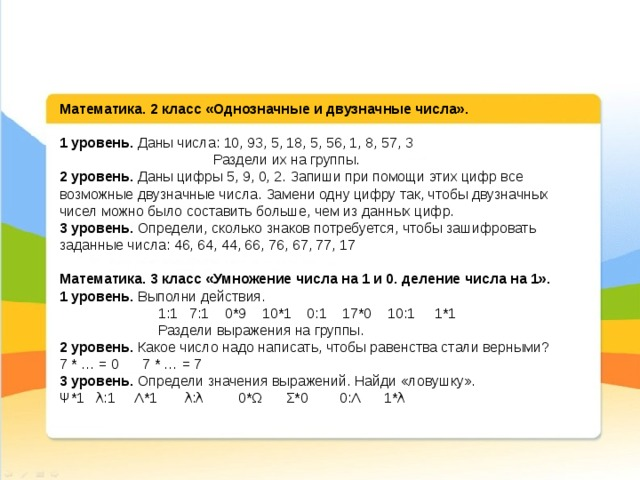 Математика. 2 класс «Однозначные и двузначные числа».
1 уровень. Даны числа: 10, 93, 5, 18, 5, 56, 1, 8, 57, 3
Раздели их на группы.
2 уровень. Даны цифры 5, 9, 0, 2. Запиши при помощи этих цифр все
возможные двузначные числа. Замени одну цифру так, чтобы двузначных
чисел можно было составить больше, чем из данных цифр.
3 уровень. Определи, сколько знаков потребуется, чтобы зашифровать
заданные числа: 46, 64, 44, 66, 76, 67, 77, 17
Математика. 3 класс «Умножение числа на 1 и 0. деление числа на 1».
1 уровень. Выполни действия.
1:1 7:1 0*9 10*1 0:1 17*0 10:1 1*1
Раздели выражения на группы.
2 уровень. Какое число надо написать, чтобы равенства стали верными?
7 * … = 0 7 * … = 7
3 уровень. Определи значения выражений. Найди «ловушку».
Ψ*1 λ:1 Λ*1 λ:λ 0*Ω Σ*0 0:Λ 1*λ